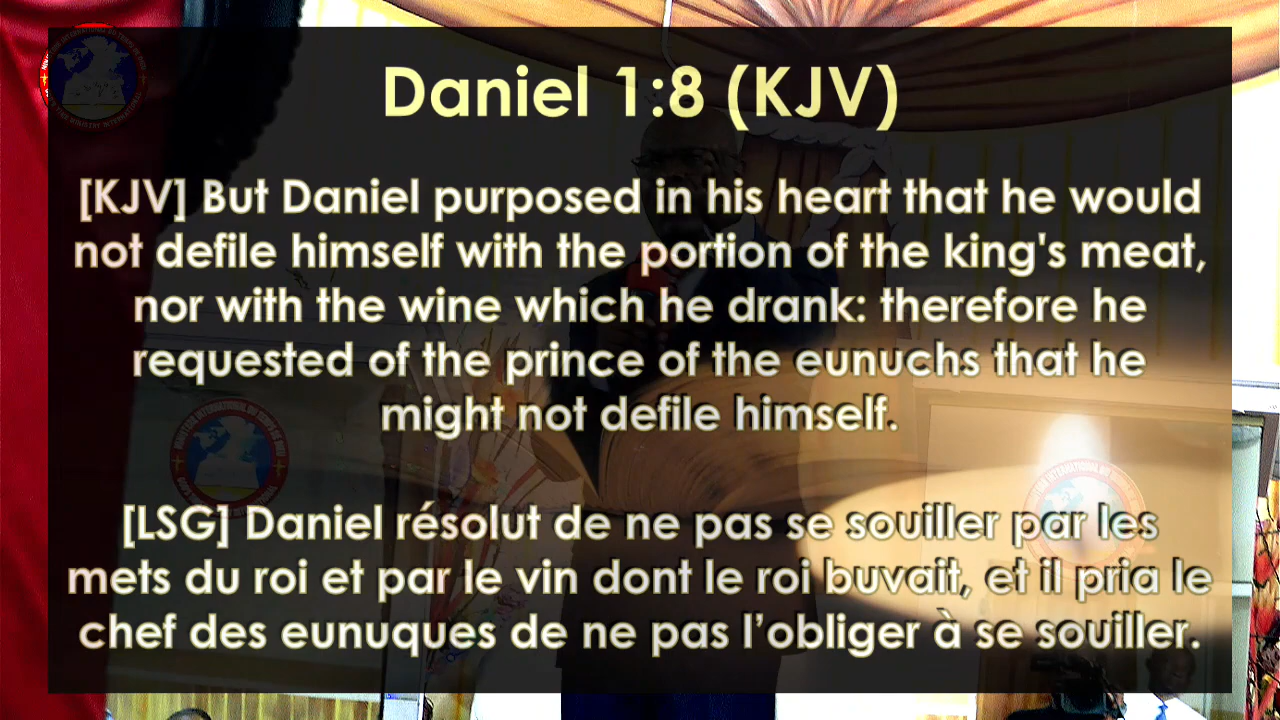 Daniel 1:8 (KJV)
[KJV] But Daniel purposed in his heart that he would
not defile himself with the portion of the king's meat,
nor with the wine which he drank: therefore he
requested of the prince of the eunuchs that he
might not defile himself.
[LSG] Daniel résolut de ne pas se souiller par les
mets du roi et par le vin dont le roi buvait, et il pria le
chef des eunuques de ne pas l’obliger à se souiller.